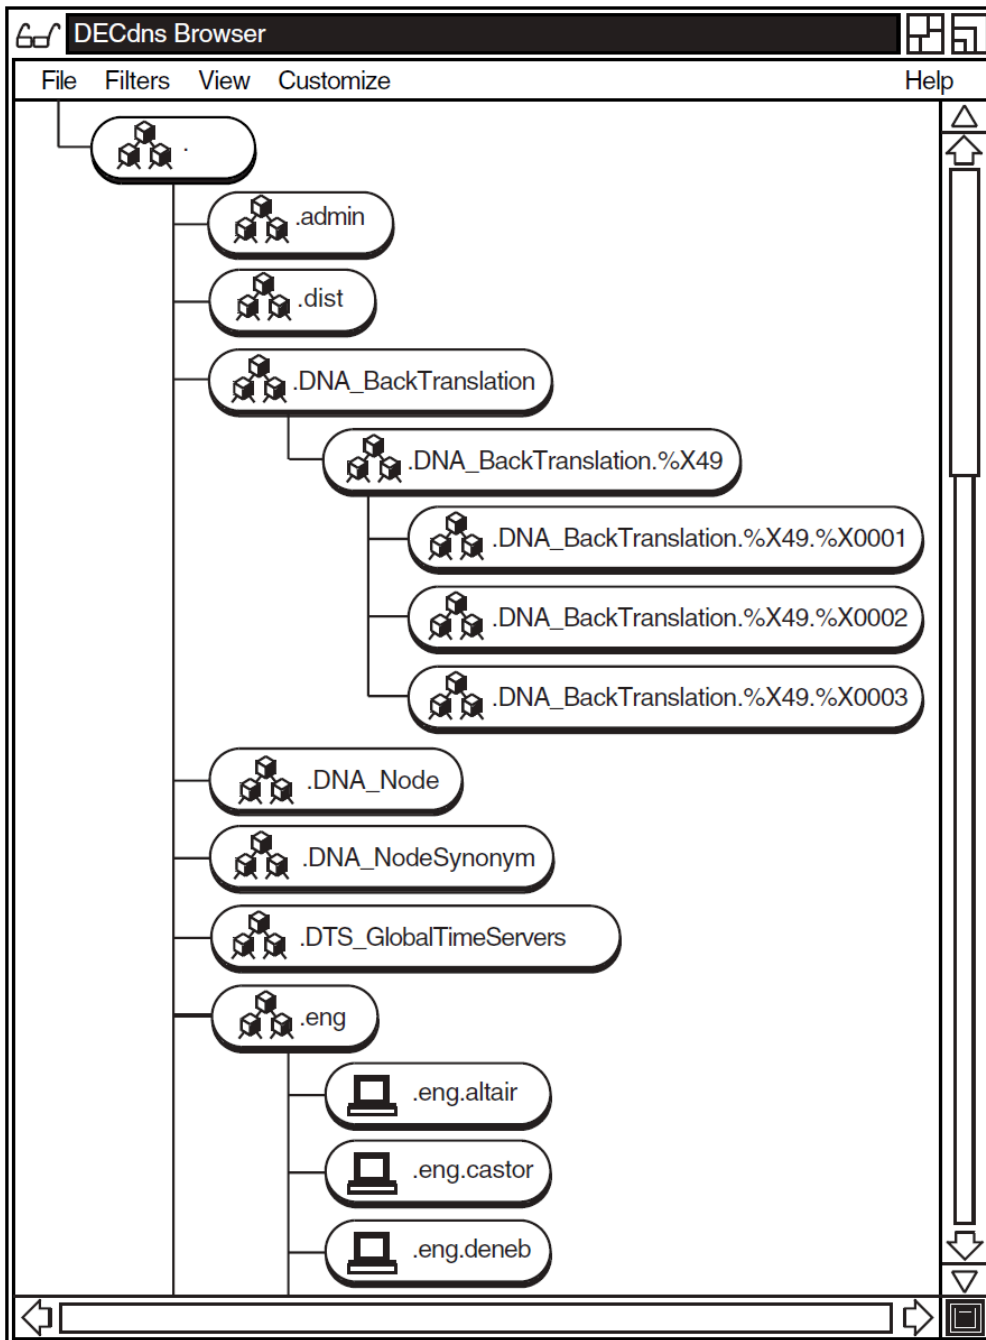 DECdns Browser
File Filters View Customize Help
.
.admin
.dist
.DNA_BackTranslation
.DNA_BackTranslation.%X49
.DNA_BackTranslation.%X49.%X0001
.DNA_BackTranslation.%X49.%X0002
.DNA_BackTranslation.%X49.%X0003
.DNA_Node
.DNA_NodeSynonym
.DTS_GlobalTimeServers
.eng
.eng.altair
.eng.castor
.eng.deneb